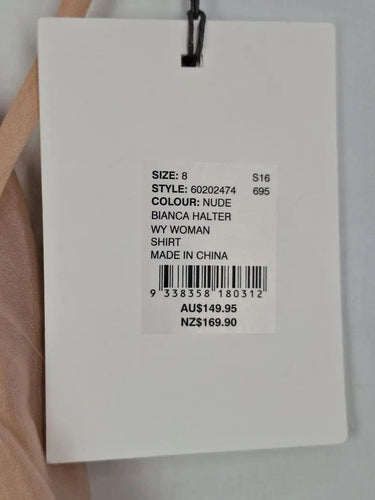 SIZE: 8 S16
STYLE: 60202474 695
COLOUR: NUDE
BIANCA HALTER
WY WOMAN
SHIRT
MADE IN CHINA
9 338358 180312
AU$149.95
NZ$169.90